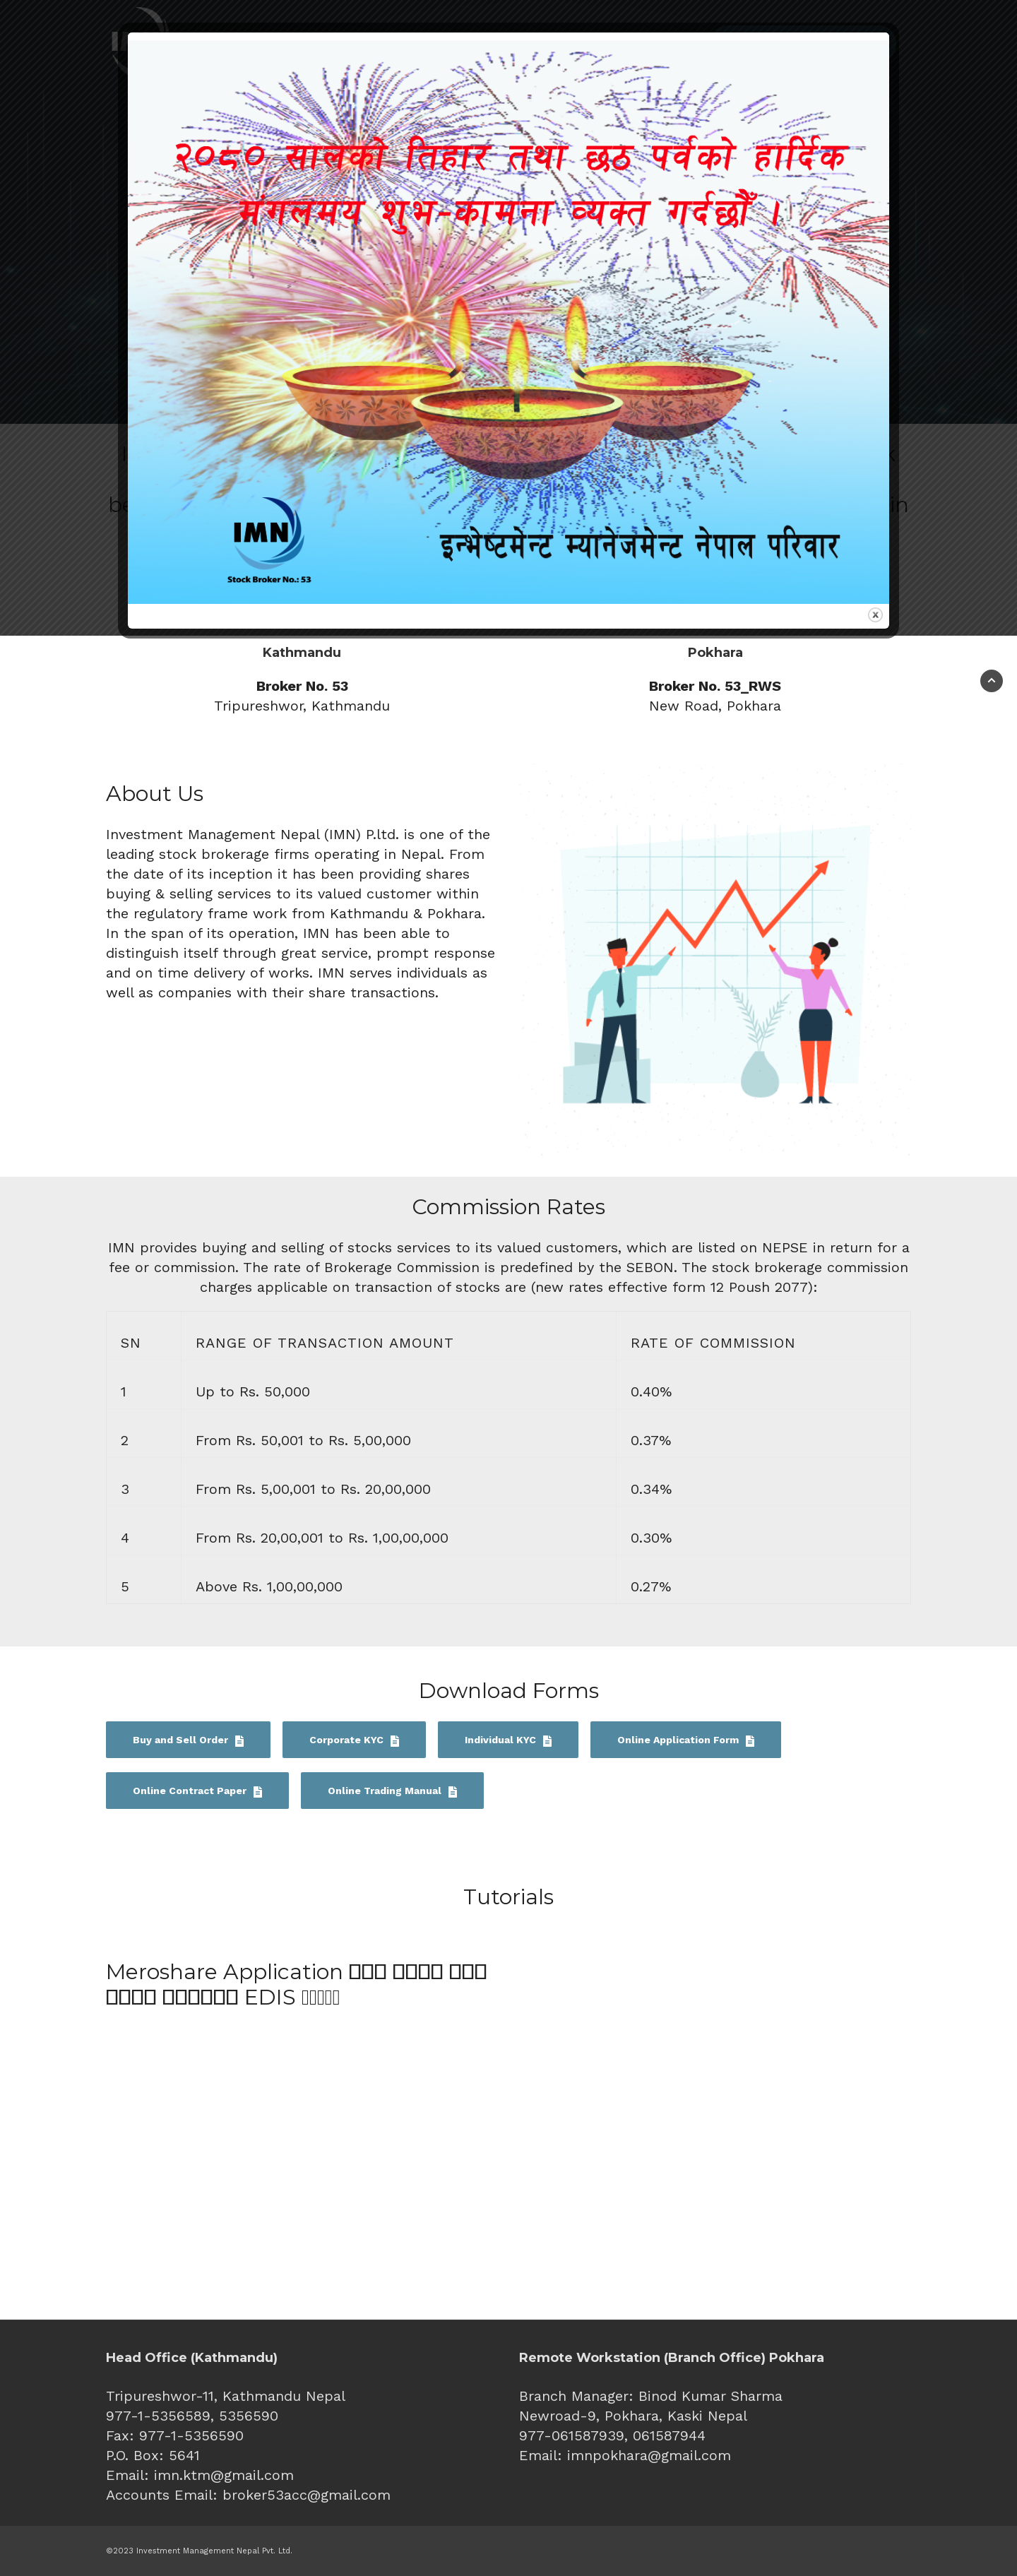 २०८० सालको तिहार तथा छठ पर्वको हार्दिक
मंगलमय शुभ-कामना व्यक्त गर्दछौँ ।
IMN
Stock Broker No.: 53
इन्भेष्टमेन्ट म्यानेजमेन्ट नेपाल परिवार
Kathmandu
Broker No. 53
Tripureshwor, Kathmandu
Pokhara
Broker No. 53_RWS
New Road, Pokhara
About Us
Investment Management Nepal (IMN) P.ltd. is one of the
leading stock brokerage firms operating in Nepal. From
the date of its inception it has been providing shares
buying & selling services to its valued customer within
the regulatory frame work from Kathmandu & Pokhara.
In the span of its operation, IMN has been able to
distinguish itself through great service, prompt response
and on time delivery of works. IMN serves individuals as
well as companies with their share transactions.
Commission Rates
IMN provides buying and selling of stocks services to its valued customers, which are listed on NEPSE in return for a
fee or commission. The rate of Brokerage Commission is predefined by the SEBON. The stock brokerage commission
charges applicable on transaction of stocks are (new rates effective form 12 Poush 2077):
SN RANGE OF TRANSACTION AMOUNT RATE OF COMMISSION
1 Up to Rs. 50,000 0.40%
2 From Rs. 50,001 to Rs. 5,00,000 0.37%
3 From Rs. 5,00,001 to Rs. 20,00,000 0.34%
4 From Rs. 20,00,001 to Rs. 1,00,00,000 0.30%
5 Above Rs. 1,00,00,000 0.27%
Download Forms
Buy and Sell Order Corporate KYC Individual KYC Online Application Form
Online Contract Paper Online Trading Manual
Tutorials
Meroshare Application
EDIS
Head Office (Kathmandu)
Tripureshwor-11, Kathmandu Nepal
977-1-5356589, 5356590
Fax: 977-1-5356590
P.O. Box: 5641
Email: imn.ktm@gmail.com
Accounts Email: broker53acc@gmail.com
Remote Workstation (Branch Office) Pokhara
Branch Manager: Binod Kumar Sharma
Newroad-9, Pokhara, Kaski Nepal
977-061587939, 061587944
Email: imnpokhara@gmail.com
©2023 Investment Management Nepal Pvt. Ltd.